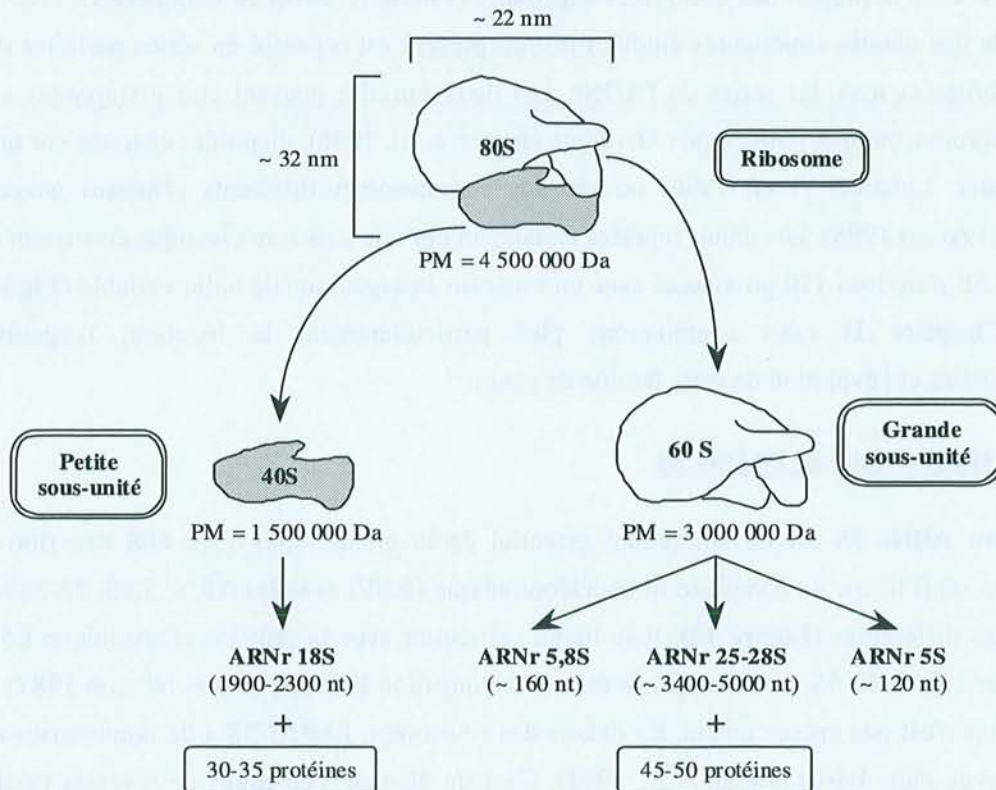 ~ 22 nm
~ 32 nm
80S
Ribosome
PM = 4 500 000 Da
Petite
sous-unité
40S
60 S
Grande
sous-unité
PM = 1 500 000 Da
PM = 3 000 000 Da
ARNr 18S
(1900-2300 nt)
ARNr 5,8S
(~ 160 nt)
ARNr 25-28S
(~ 3400-5000 nt)
ARNr 5S
(~ 120 nt)
+
+
30-35 protéines
45-50 protéines